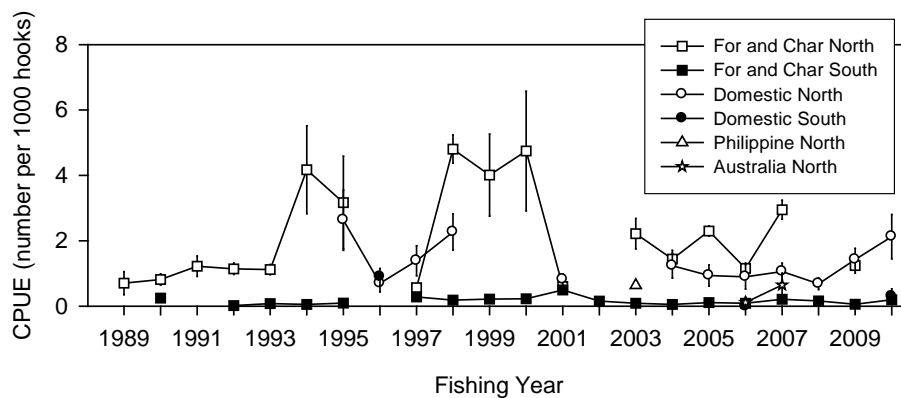 8
6
4
2
0
CPUE (number per 1000 hooks)
For and Char North
For and Char South
Domestic North
Domestic South
Philippine North
Australia North
1989 1991 1993 1995 1997 1999 2001 2003 2005 2007 2009
Fishing Year